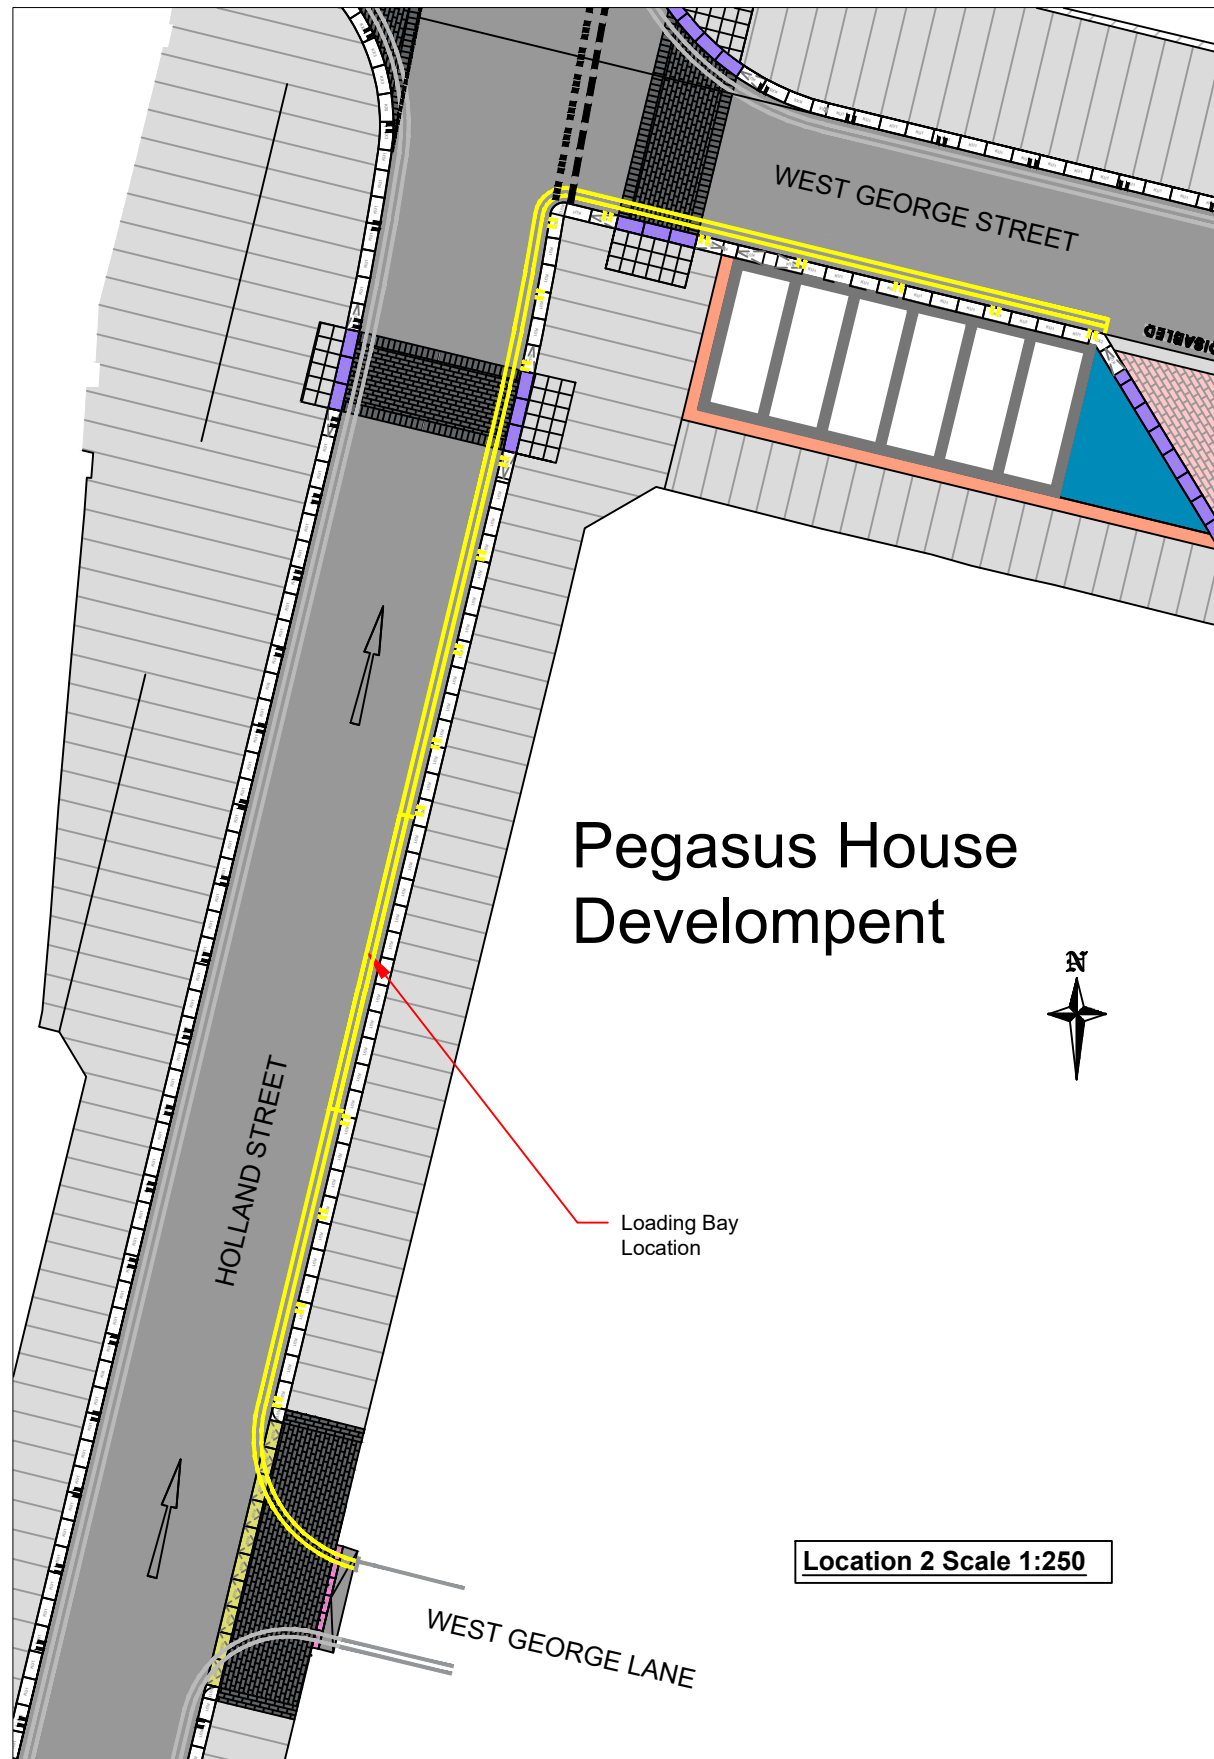 WEST GEORGE STREET
DISABLED
Pegasus House
Develompent
N
HOLLAND STREET
Loading Bay
Location
Location 2 Scale 1:250
WEST GEORGE LANE